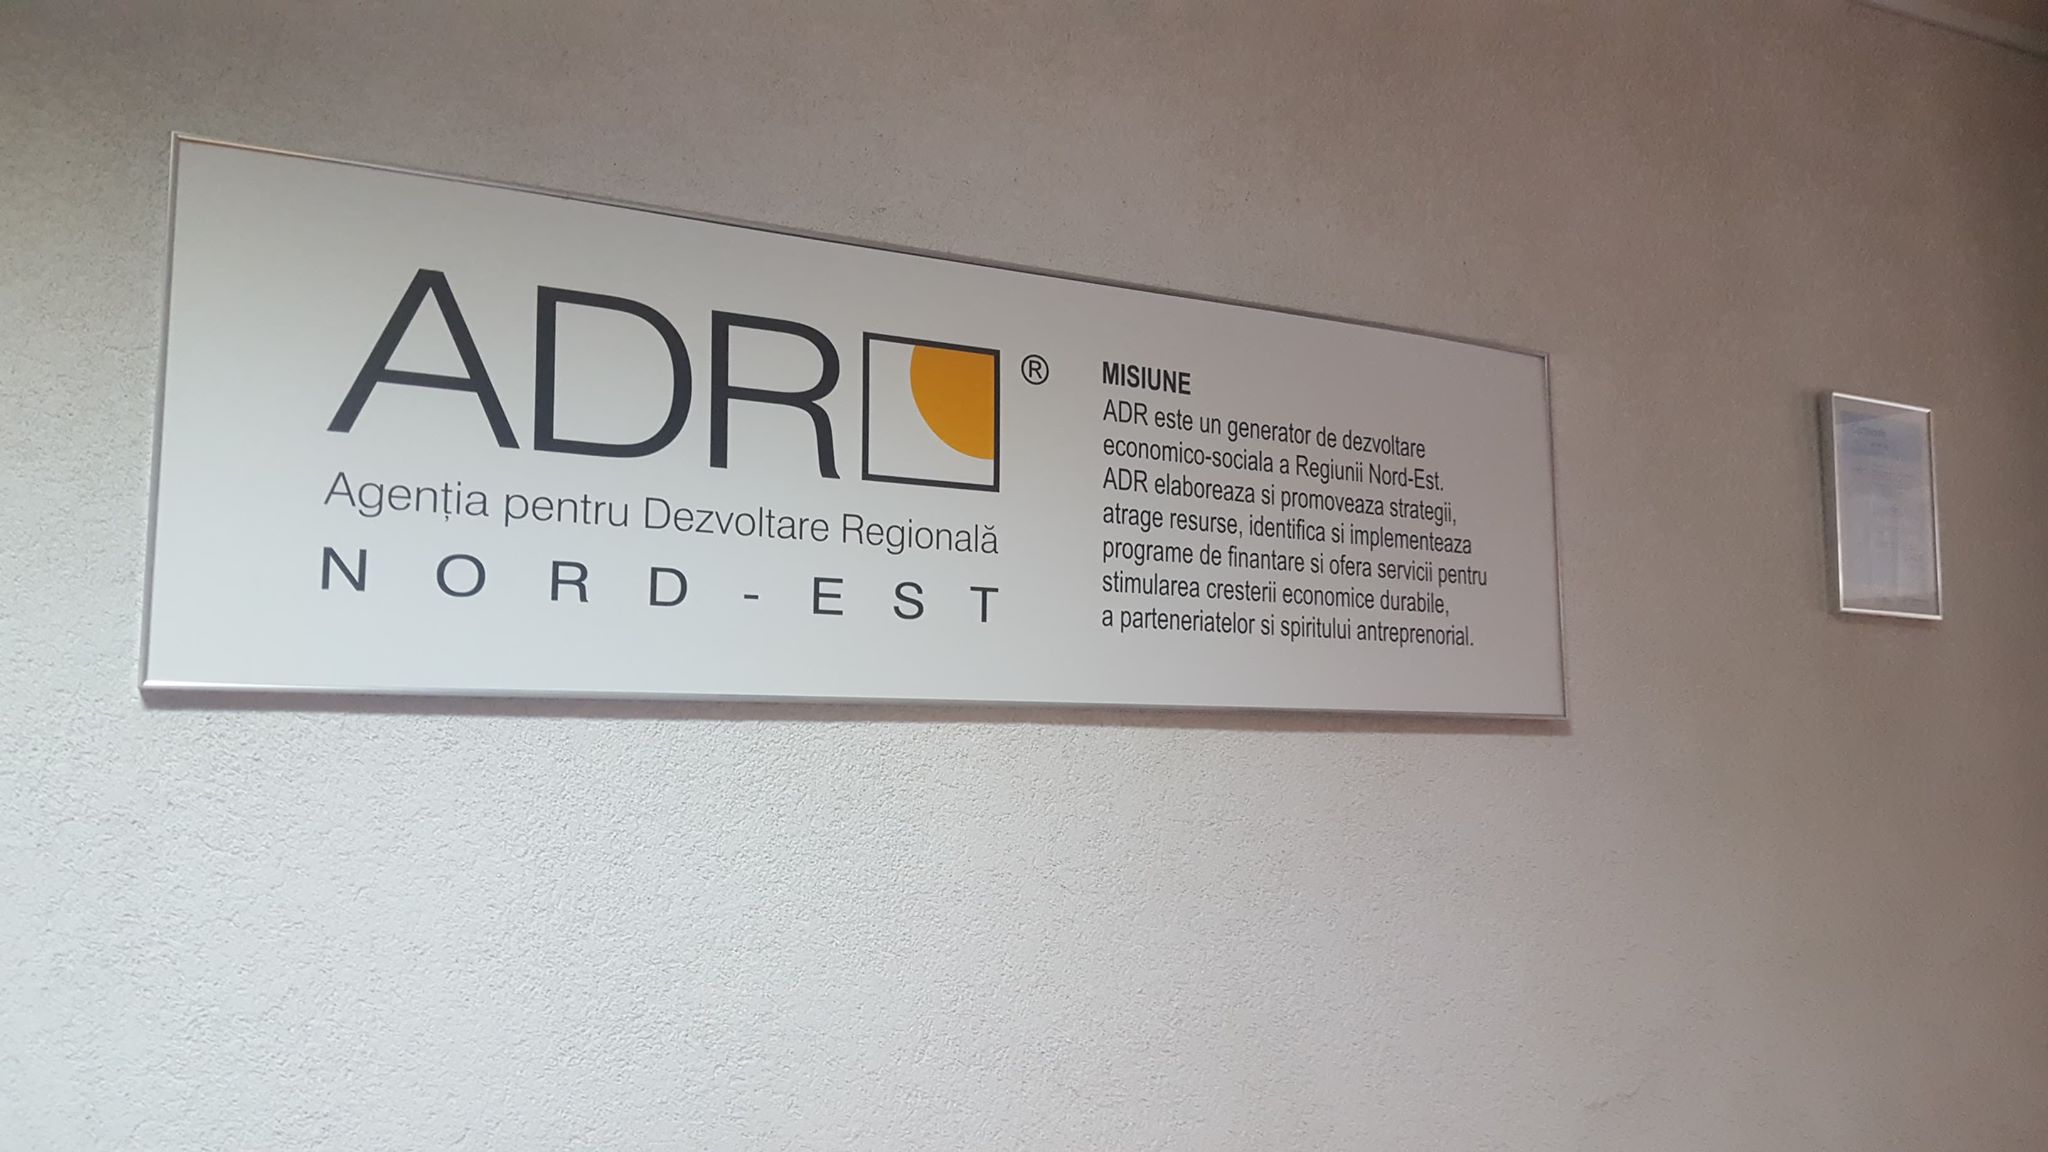 ADR ®
Agenția pentru Dezvoltare Regională
NORD-EST
MISIUNE
ADR este un generator de dezvoltare
economico-sociala a Regiunii Nord-Est.
ADR elaboreaza si promoveaza strategii,
atrage resurse, identifica si implementeaza
programe de finantare si ofera servicii pentru
stimularea cresterii economice durabile,
a parteneriatelor si spiritului antreprenorial.